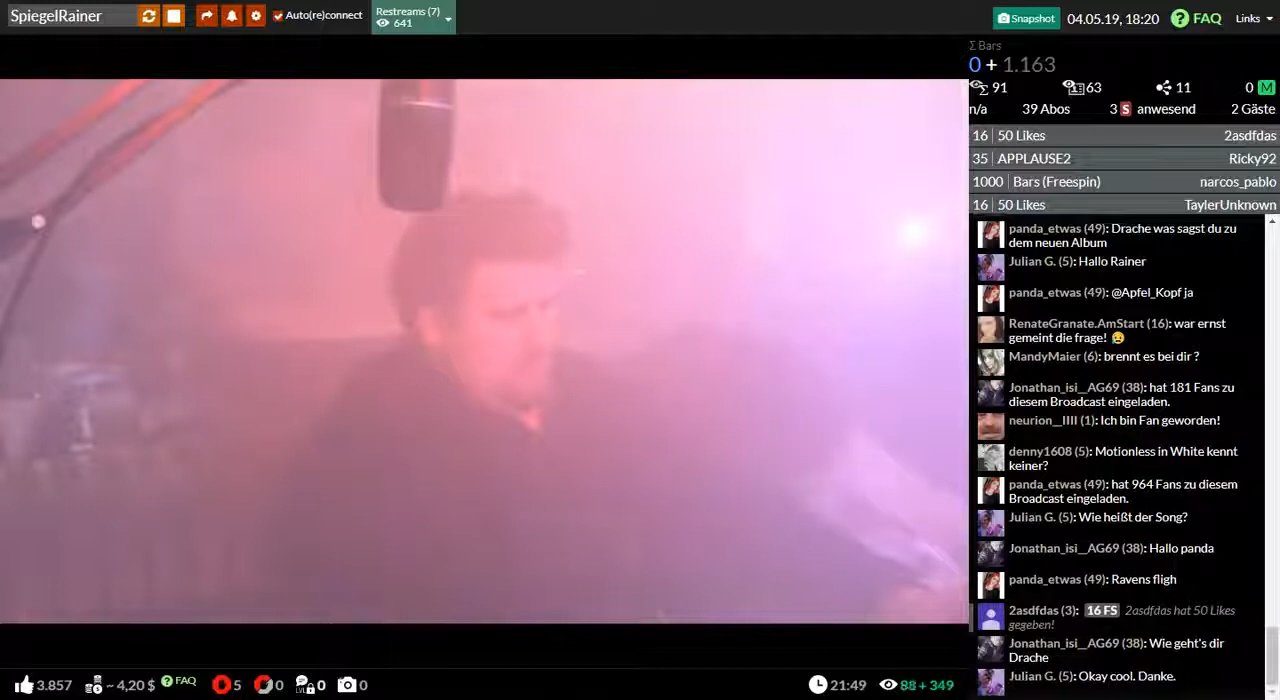 SpiegelRainer
Auto(re)connect
Restreams (7)
641
Snapshot
04.05.19, 18:20
FAQ
Links
Σ Bars
0 + 1.163
Σ 91
63
11
0 M
n/a
39 Abos
3 S anwesend
2 Gäste
16 | 50 Likes 2asdfdas
35 | APPLAUSE2 Ricky92
1000 | Bars (Freespin) narcos_pablo
16 | 50 Likes TaylerUnknown
panda_etwas (49): Drache was sagst du zu
dem neuen Album
Julian G. (5): Hallo Rainer
panda_etwas (49): @Apfel_Kopf ja
RenateGranate.AmStart (16): war ernst
gemeint die frage! 😥
MandyMaier (6): brennt es bei dir ?
Jonathan_isi__AG69 (38): hat 181 Fans zu
diesem Broadcast eingeladen.
neurion__IIII (1): Ich bin Fan geworden!
denny1608 (5): Motionless in White kennt
keiner?
panda_etwas (49): hat 964 Fans zu diesem
Broadcast eingeladen.
Julian G. (5): Wie heißt der Song?
Jonathan_isi__AG69 (38): Hallo panda
panda_etwas (49): Ravens fligh
2asdfdas (3): 16 FS 2asdfdas hat 50 Likes
gegeben!
Jonathan_isi__AG69 (38): Wie geht's dir
Drache
Julian G. (5): Okay cool. Danke.
3.857
~ 4,20 $
FAQ
5
0
LVL
0
0
21:49
88 + 349